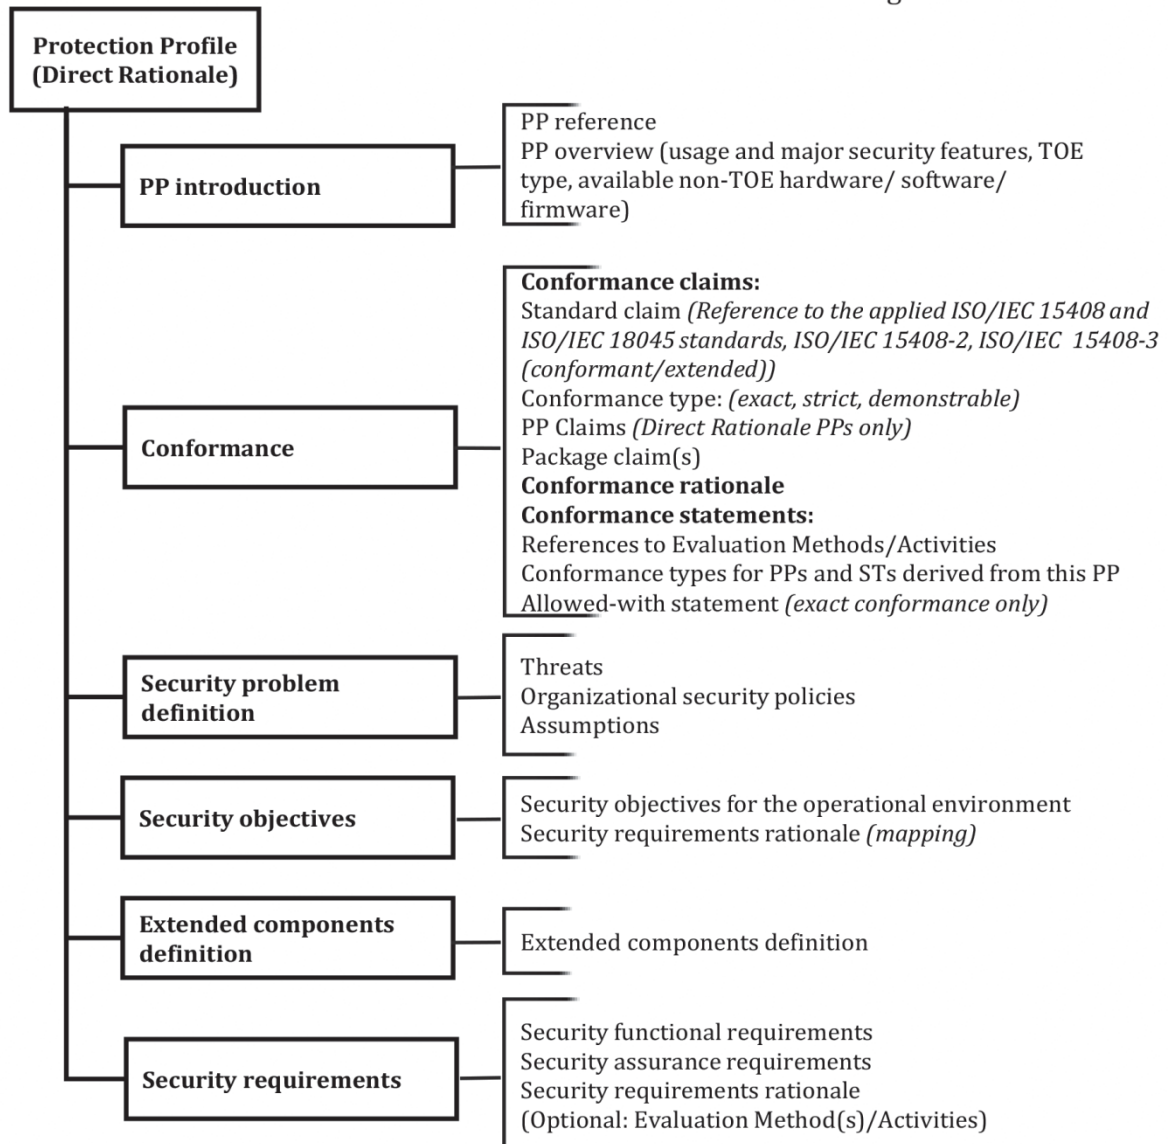 Protection Profile
(Direct Rationale)
PP introduction
PP reference
PP overview (usage and major security features, TOE
type, available non-TOE hardware/ software/
firmware)
Conformance
Conformance claims:
Standard claim (Reference to the applied ISO/IEC 15408 and
ISO/IEC 18045 standards, ISO/IEC 15408-2, ISO/IEC 15408-3
(conformant/extended))
Conformance type: (exact, strict, demonstrable)
PP Claims (Direct Rationale PPs only)
Package claim(s)
Conformance rationale
Conformance statements:
References to Evaluation Methods/Activities
Conformance types for PPs and STs derived from this PP
Allowed-with statement (exact conformance only)
Security problem
definition
Threats
Organizational security policies
Assumptions
Security objectives
Security objectives for the operational environment
Security requirements rationale (mapping)
Extended components
definition
Extended components definition
Security requirements
Security functional requirements
Security assurance requirements
Security requirements rationale
(Optional: Evaluation Method(s)/Activities)